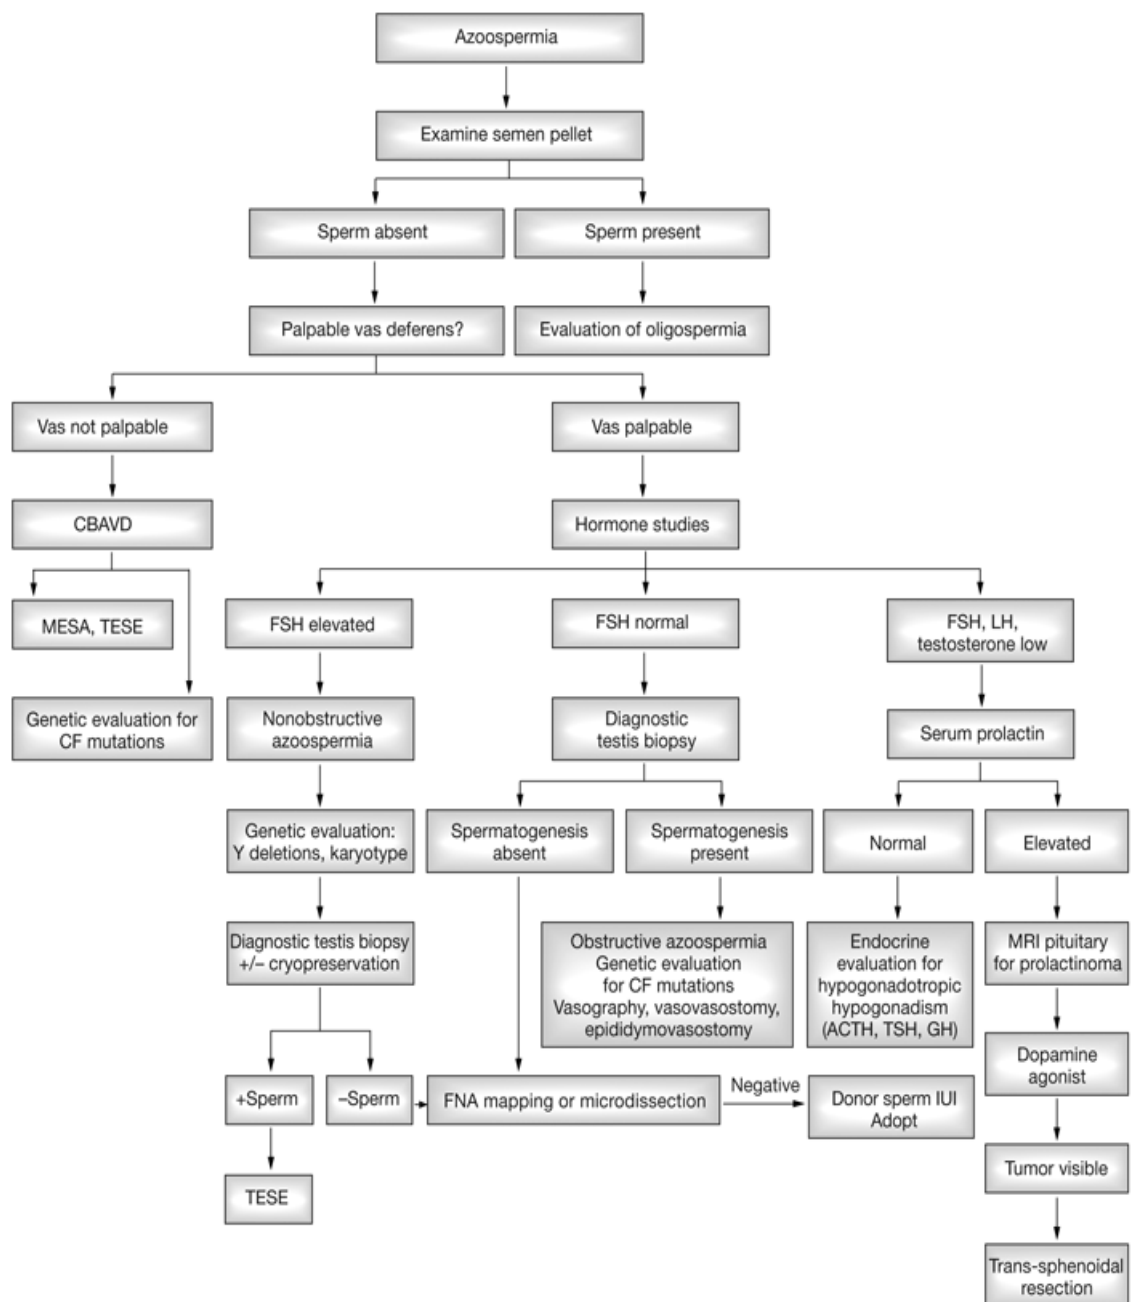 Azoospermia
Examine semen pellet
Sperm absent
Sperm present
Palpable vas deferens?
Evaluation of oligospermia
Vas not palpable
Vas palpable
CBAVD
Hormone studies
MESA, TESE
FSH elevated
FSH normal
FSH, LH,
testosterone low
Genetic evaluation for
CF mutations
Nonobstructive
azoospermia
Diagnostic
testis biopsy
Serum prolactin
Genetic evaluation:
Y deletions, karyotype
Spermatogenesis
absent
Spermatogenesis
present
Normal
Elevated
Diagnostic testis biopsy
+/– cryopreservation
Obstructive azoospermia
Genetic evaluation
for CF mutations
Vasography, vasovasostomy,
epididymovasostomy
Endocrine
evaluation for
hypogonadotropic
hypogonadism
(ACTH, TSH, GH)
MRI pituitary
for prolactinoma
Dopamine
agonist
+Sperm
–Sperm
FNA mapping or microdissection
Negative
Donor sperm IUI
Adopt
Tumor visible
TESE
Trans-sphenoidal
resection